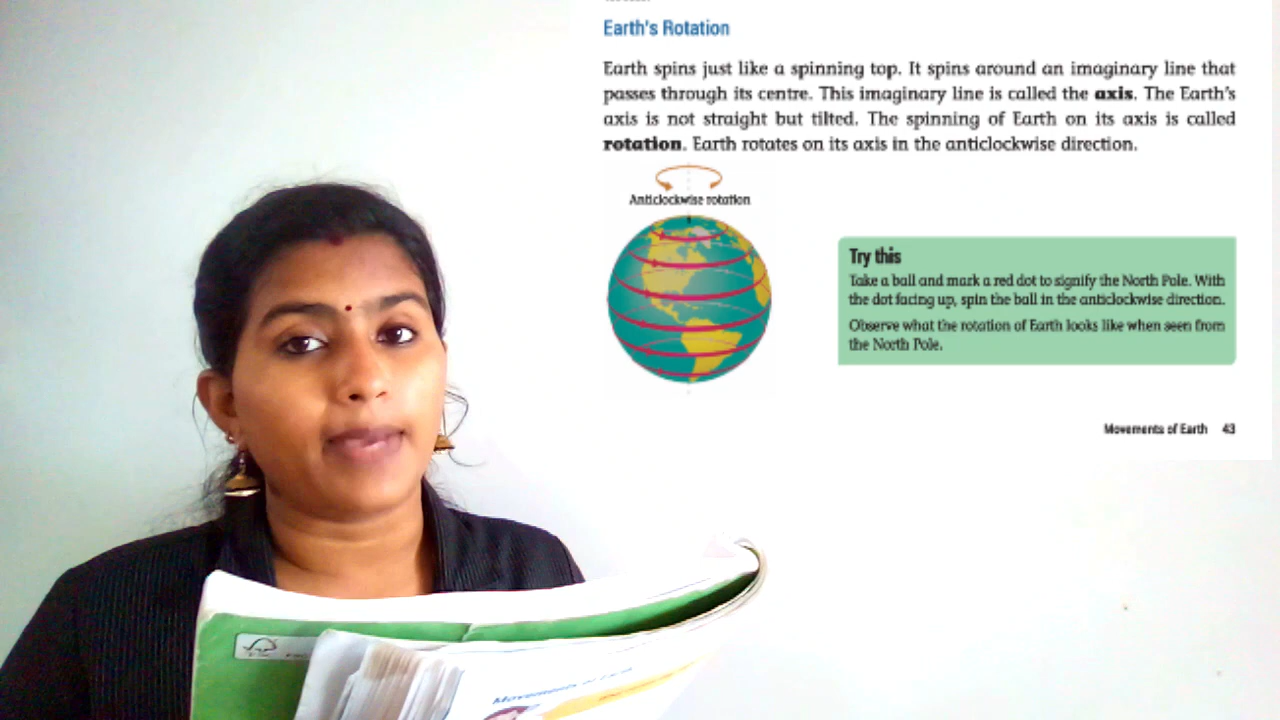 Earth's Rotation
Earth spins just like a spinning top. It spins around an imaginary line that
passes through its centre. This imaginary line is called the axis. The Earth's
axis is not straight but tilted. The spinning of Earth on its axis is called
rotation. Earth rotates on its axis in the anticlockwise direction.
Anticlockwise rotation
Try this
Take a ball and mark a red dot to signify the North Pole. With
the dot facing up, spin the ball in the anticlockwise direction.
Observe what the rotation of Earth looks like when seen from
the North Pole.
Movements of Earth 43
Movements of Earth